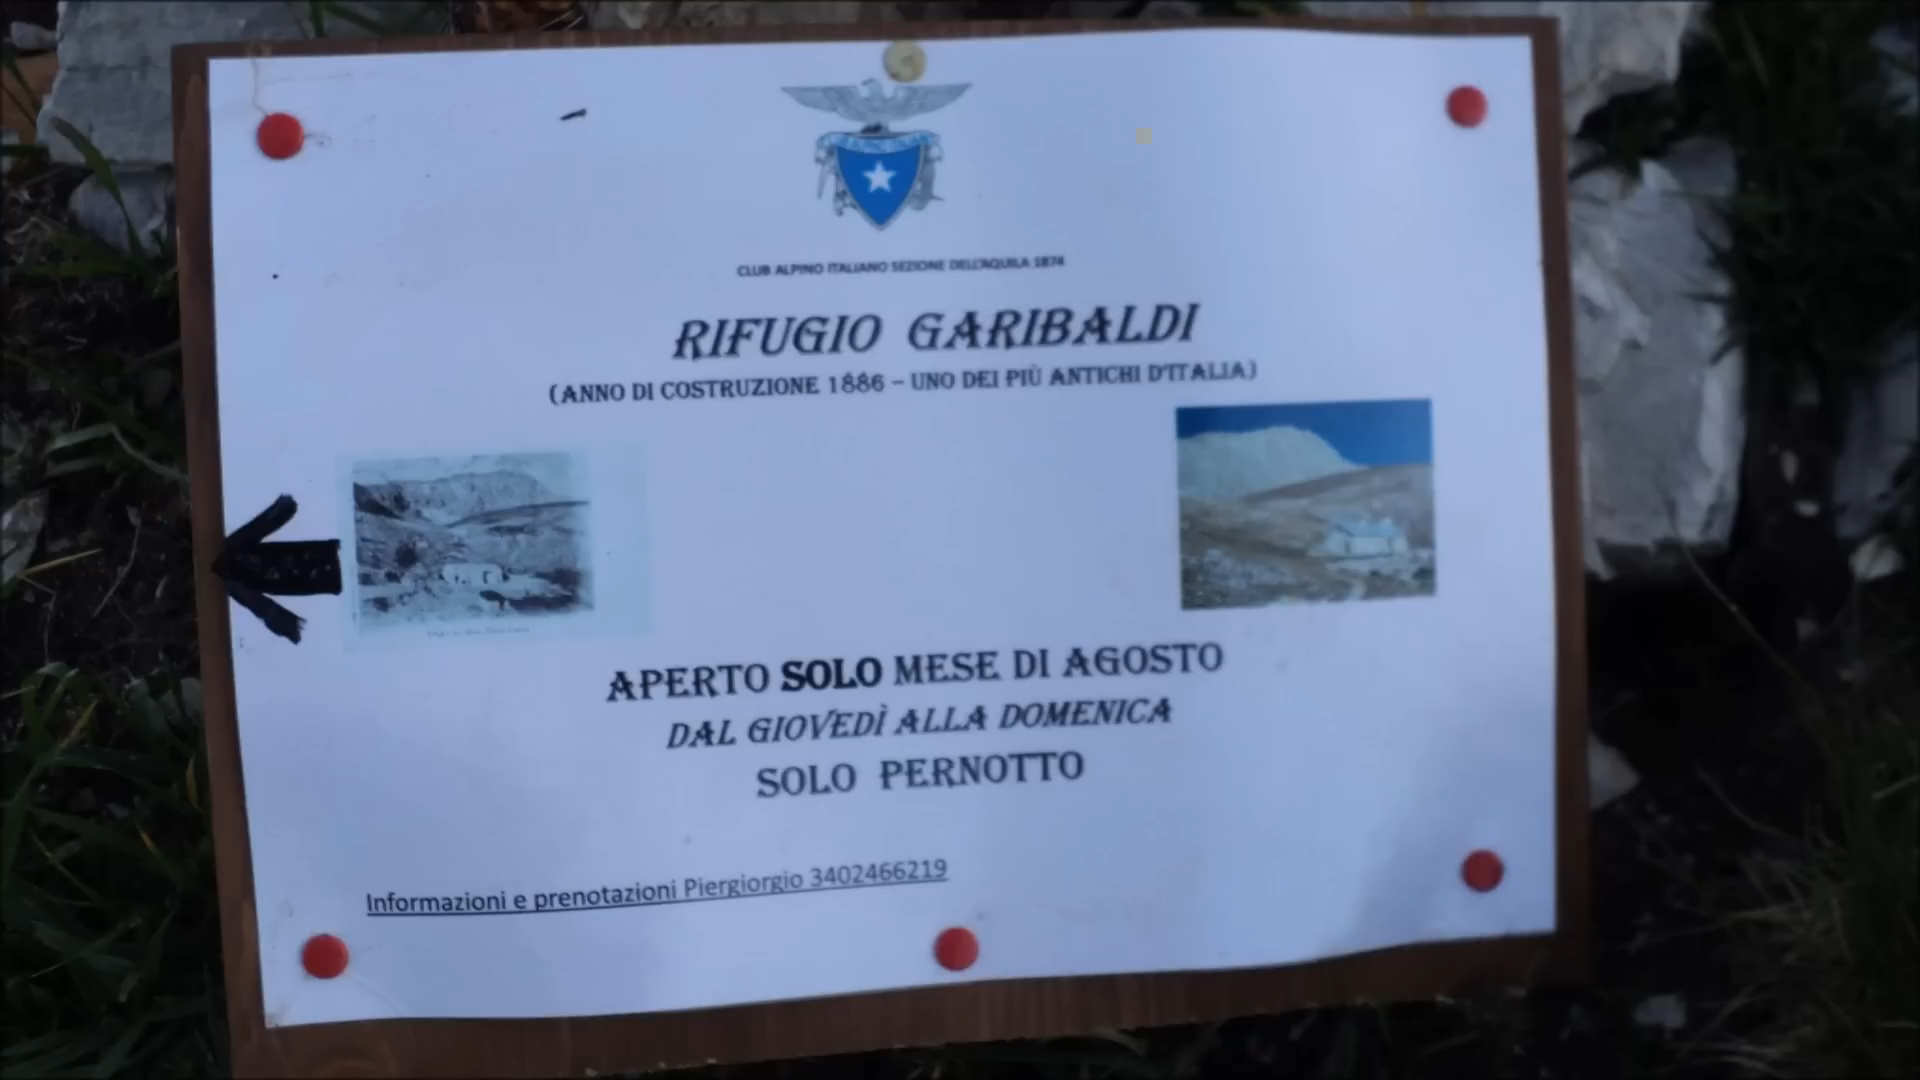 CLUB ALPINO ITALIANO SEZIONE DELL'AQUILA 1874
RIFUGIO GARIBALDI
(ANNO DI COSTRUZIONE 1886 – UNO DEI PIÙ ANTICHI D'ITALIA)
APERTO SOLO MESE DI AGOSTO
DAL GIOVEDÌ ALLA DOMENICA
SOLO PERNOTTO
Informazioni e prenotazioni Piergiorgio 3402466219